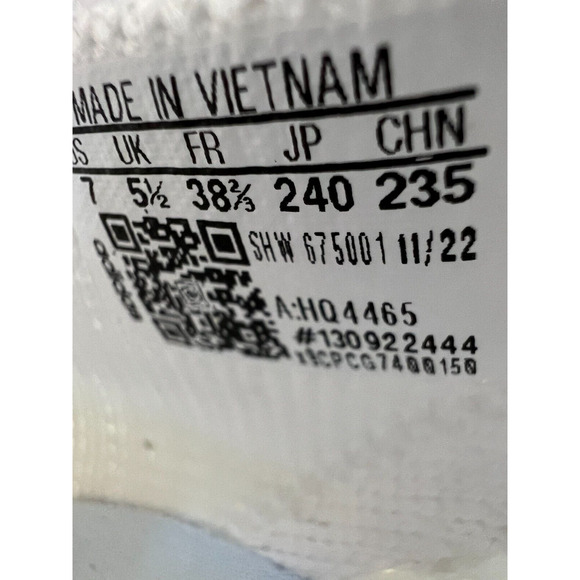 MADE IN VIETNAM
US UK FR JP CHN
7 5½ 38⅔ 240 235
SHW 675001 11/22
A:HQ4465
#130922444